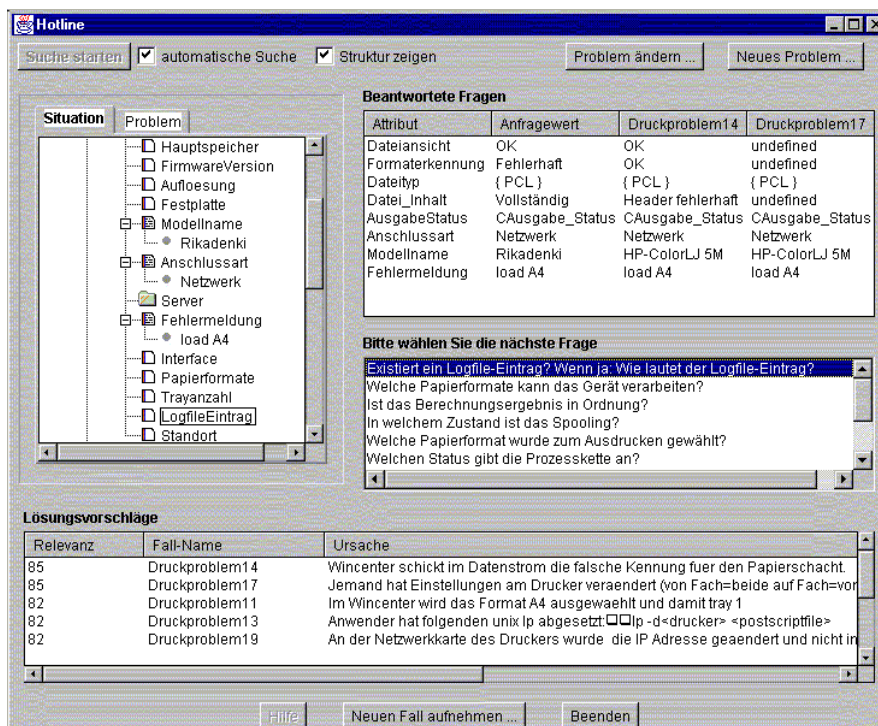 Hotline
Suche starten automatische Suche Struktur zeigen Problem ändern ... Neues Problem ...
Situation Problem
Hauptspeicher
FirmwareVersion
Aufloesung
Festplatte
Modellname
Rikadenki
Anschlussart
Netzwerk
Server
Fehlermeldung
load A4
Interface
Papierformate
Trayanzahl
LogfileEintrag
Standort
Beantwortete Fragen
Attribut Anfragewert Druckproblem14 Druckproblem17
Dateiansicht OK OK undefined
Formaterkennung Fehlerhaft OK undefined
Dateityp { PCL } { PCL } { PCL }
Datei_Inhalt Vollständig Header fehlerhaft undefined
AusgabeStatus CAusgabe_Status CAusgabe_Status CAusgabe_Status
Anschlussart Netzwerk Netzwerk Netzwerk
Modellname Rikadenki HP-ColorLJ 5M HP-ColorLJ 5M
Fehlermeldung load A4 load A4 load A4
Bitte wählen Sie die nächste Frage
Existiert ein Logfile-Eintrag? Wenn ja: Wie lautet der Logfile-Eintrag?
Welche Papierformate kann das Gerät verarbeiten?
Ist das Berechnungsergebnis in Ordnung?
In welchem Zustand ist das Spooling?
Welche Papierformat wurde zum Ausdrucken gewählt?
Welchen Status gibt die Prozesskette an?
Lösungsvorschläge
Relevanz Fall-Name Ursache
85 Druckproblem14 Wincenter schickt im Datenstrom die falsche Kennung fuer den Papierschacht.
85 Druckproblem17 Jemand hat Einstellungen am Drucker veraendert (von Fach=beide auf Fach=vor
82 Druckproblem11 Im Wincenter wird das Format A4 ausgewaehlt und damit tray 1
82 Druckproblem13 Anwender hat folgenden unix lp abgesetzt:□□lp -d<drucker> <postscriptfile>
82 Druckproblem19 An der Netzwerkkarte des Druckers wurde die IP Adresse geaendert und nicht in
Hilfe Neuen Fall aufnehmen ... Beenden